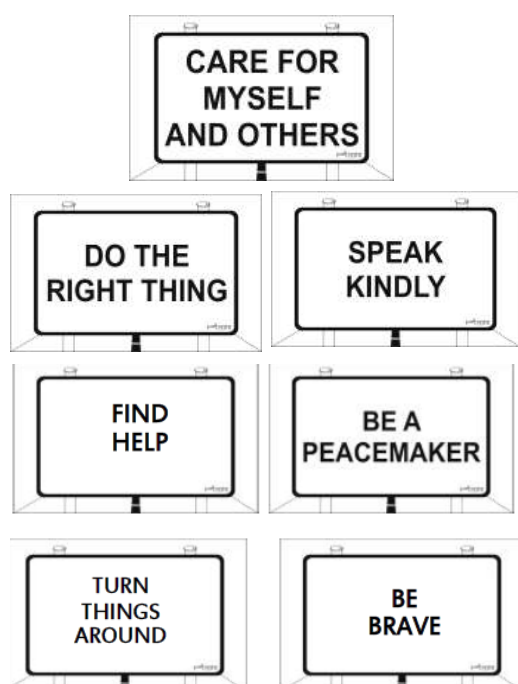 CARE FOR
MYSELF
AND OTHERS
DO THE
RIGHT THING
SPEAK
KINDLY
FIND
HELP
BE A
PEACEMAKER
TURN
THINGS
AROUND
BE
BRAVE